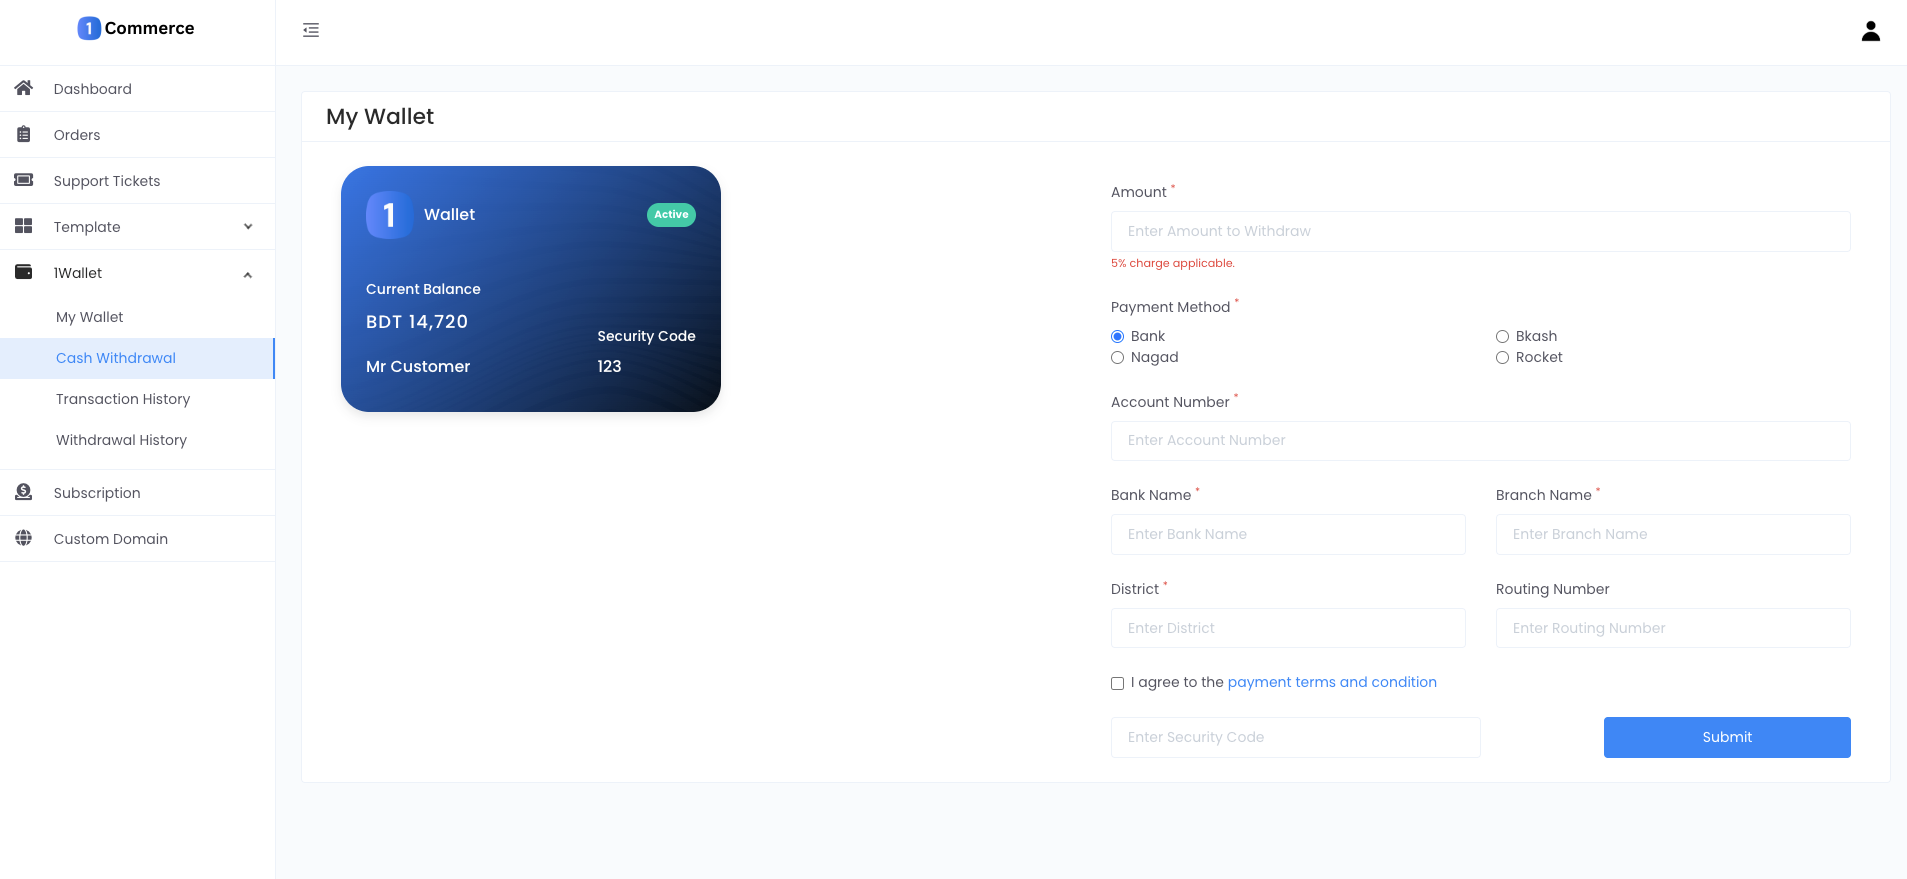 1 Commerce
Dashboard
Orders
Support Tickets
Template
1Wallet
My Wallet
Cash Withdrawal
Transaction History
Withdrawal History
Subscription
Custom Domain
My Wallet
1 Wallet
Active
Current Balance
BDT 14,720
Security Code
Mr Customer
123
Amount *
Enter Amount to Withdraw
5% charge applicable.
Payment Method *
Bank
Bkash
Nagad
Rocket
Account Number *
Enter Account Number
Bank Name *
Branch Name *
Enter Bank Name
Enter Branch Name
District *
Routing Number
Enter District
Enter Routing Number
I agree to the payment terms and condition
Enter Security Code
Submit